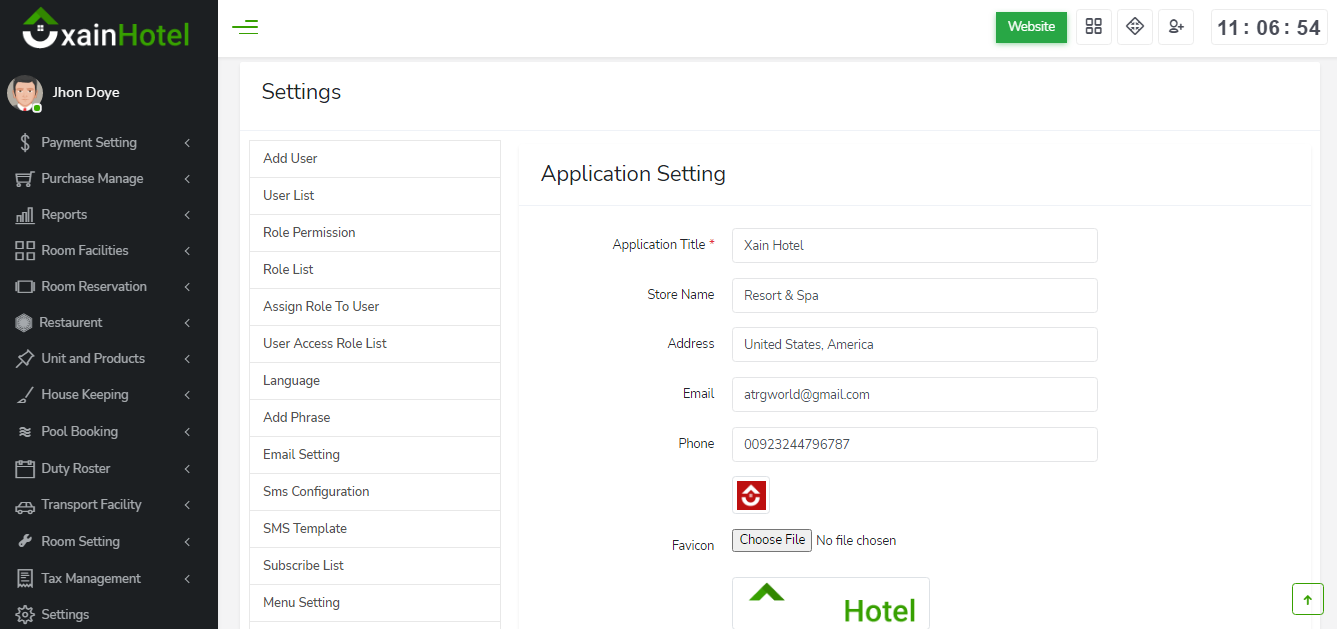 xainHotel
Website
11 : 06 : 54
Jhon Doye
Payment Setting
Purchase Manage
Reports
Room Facilities
Room Reservation
Restaurent
Unit and Products
House Keeping
Pool Booking
Duty Roster
Transport Facility
Room Setting
Tax Management
Settings
Settings
Add User
User List
Role Permission
Role List
Assign Role To User
User Access Role List
Language
Add Phrase
Email Setting
Sms Configuration
SMS Template
Subscribe List
Menu Setting
Application Setting
Application Title * Xain Hotel
Store Name Resort & Spa
Address United States, America
Email atrgworld@gmail.com
Phone 00923244796787
Favicon Choose File No file chosen
Hotel